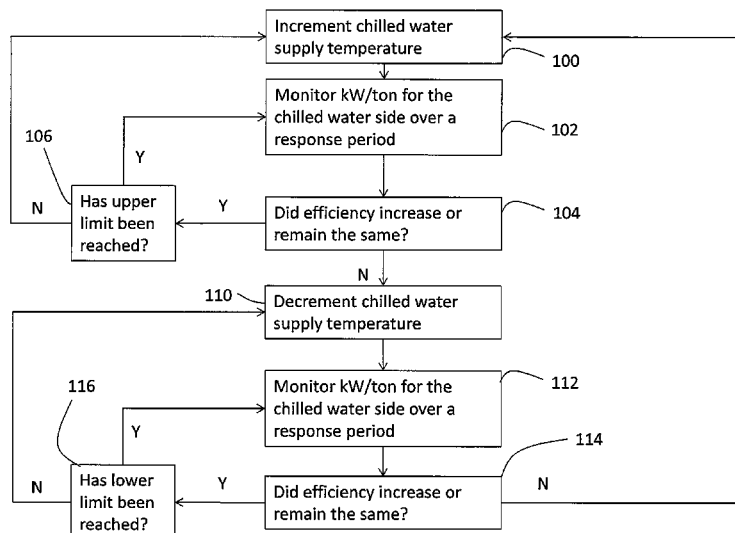 Increment chilled water
supply temperature
100
Monitor kW/ton for the
chilled water side over a
response period
102
106
Y
N
Has upper
limit been
reached?
Y
Did efficiency increase or
remain the same?
104
N
110
Decrement chilled water
supply temperature
Monitor kW/ton for the
chilled water side over a
response period
112
116
Y
114
N
Has lower
limit been
reached?
Y
Did efficiency increase or
remain the same?
N